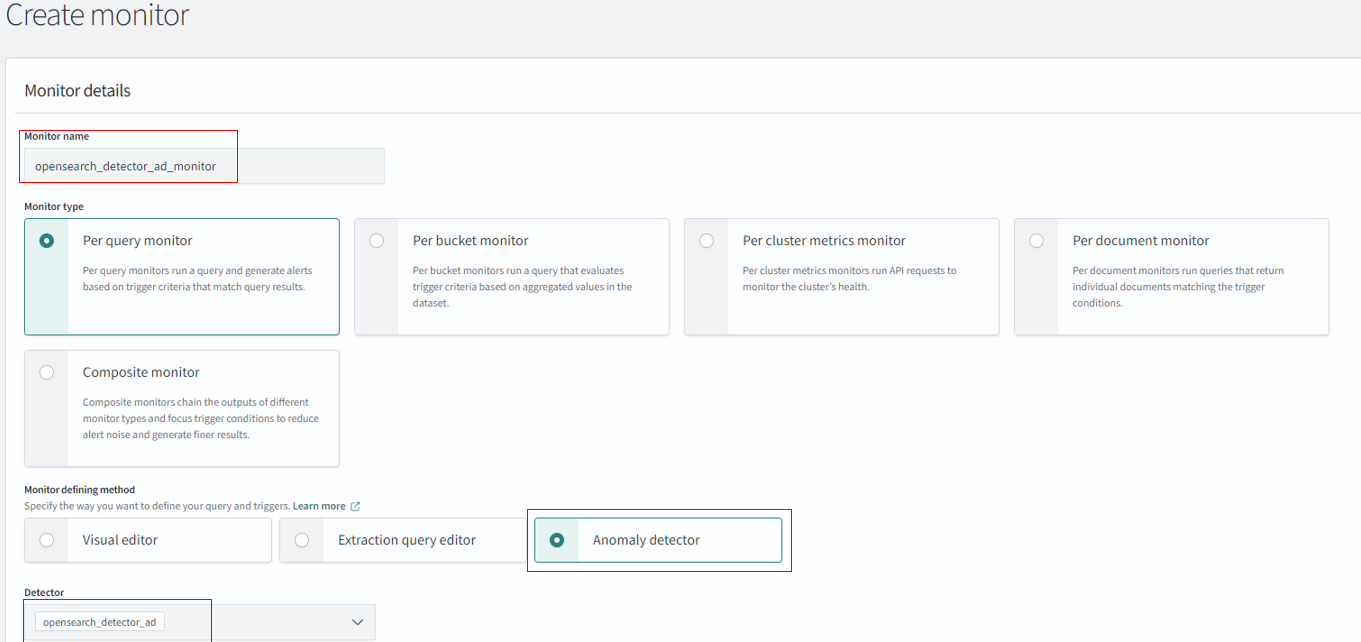 Create monitor
Monitor details
Monitor name
opensearch_detector_ad_monitor
Monitor type
Per query monitor
Per query monitors run a query and generate alerts
based on trigger criteria that match query results.
Per bucket monitor
Per bucket monitors run a query that evaluates
trigger criteria based on aggregated values in the
dataset.
Per cluster metrics monitor
Per cluster metrics monitors run API requests to
monitor the cluster's health.
Per document monitor
Per document monitors run queries that return
individual documents matching the trigger
conditions.
Composite monitor
Composite monitors chain the outputs of different
monitor types and focus trigger conditions to reduce
alert noise and generate finer results.
Monitor defining method
Specify the way you want to define your query and triggers. Learn more
Visual editor
Extraction query editor
Anomaly detector
Detector
opensearch_detector_ad